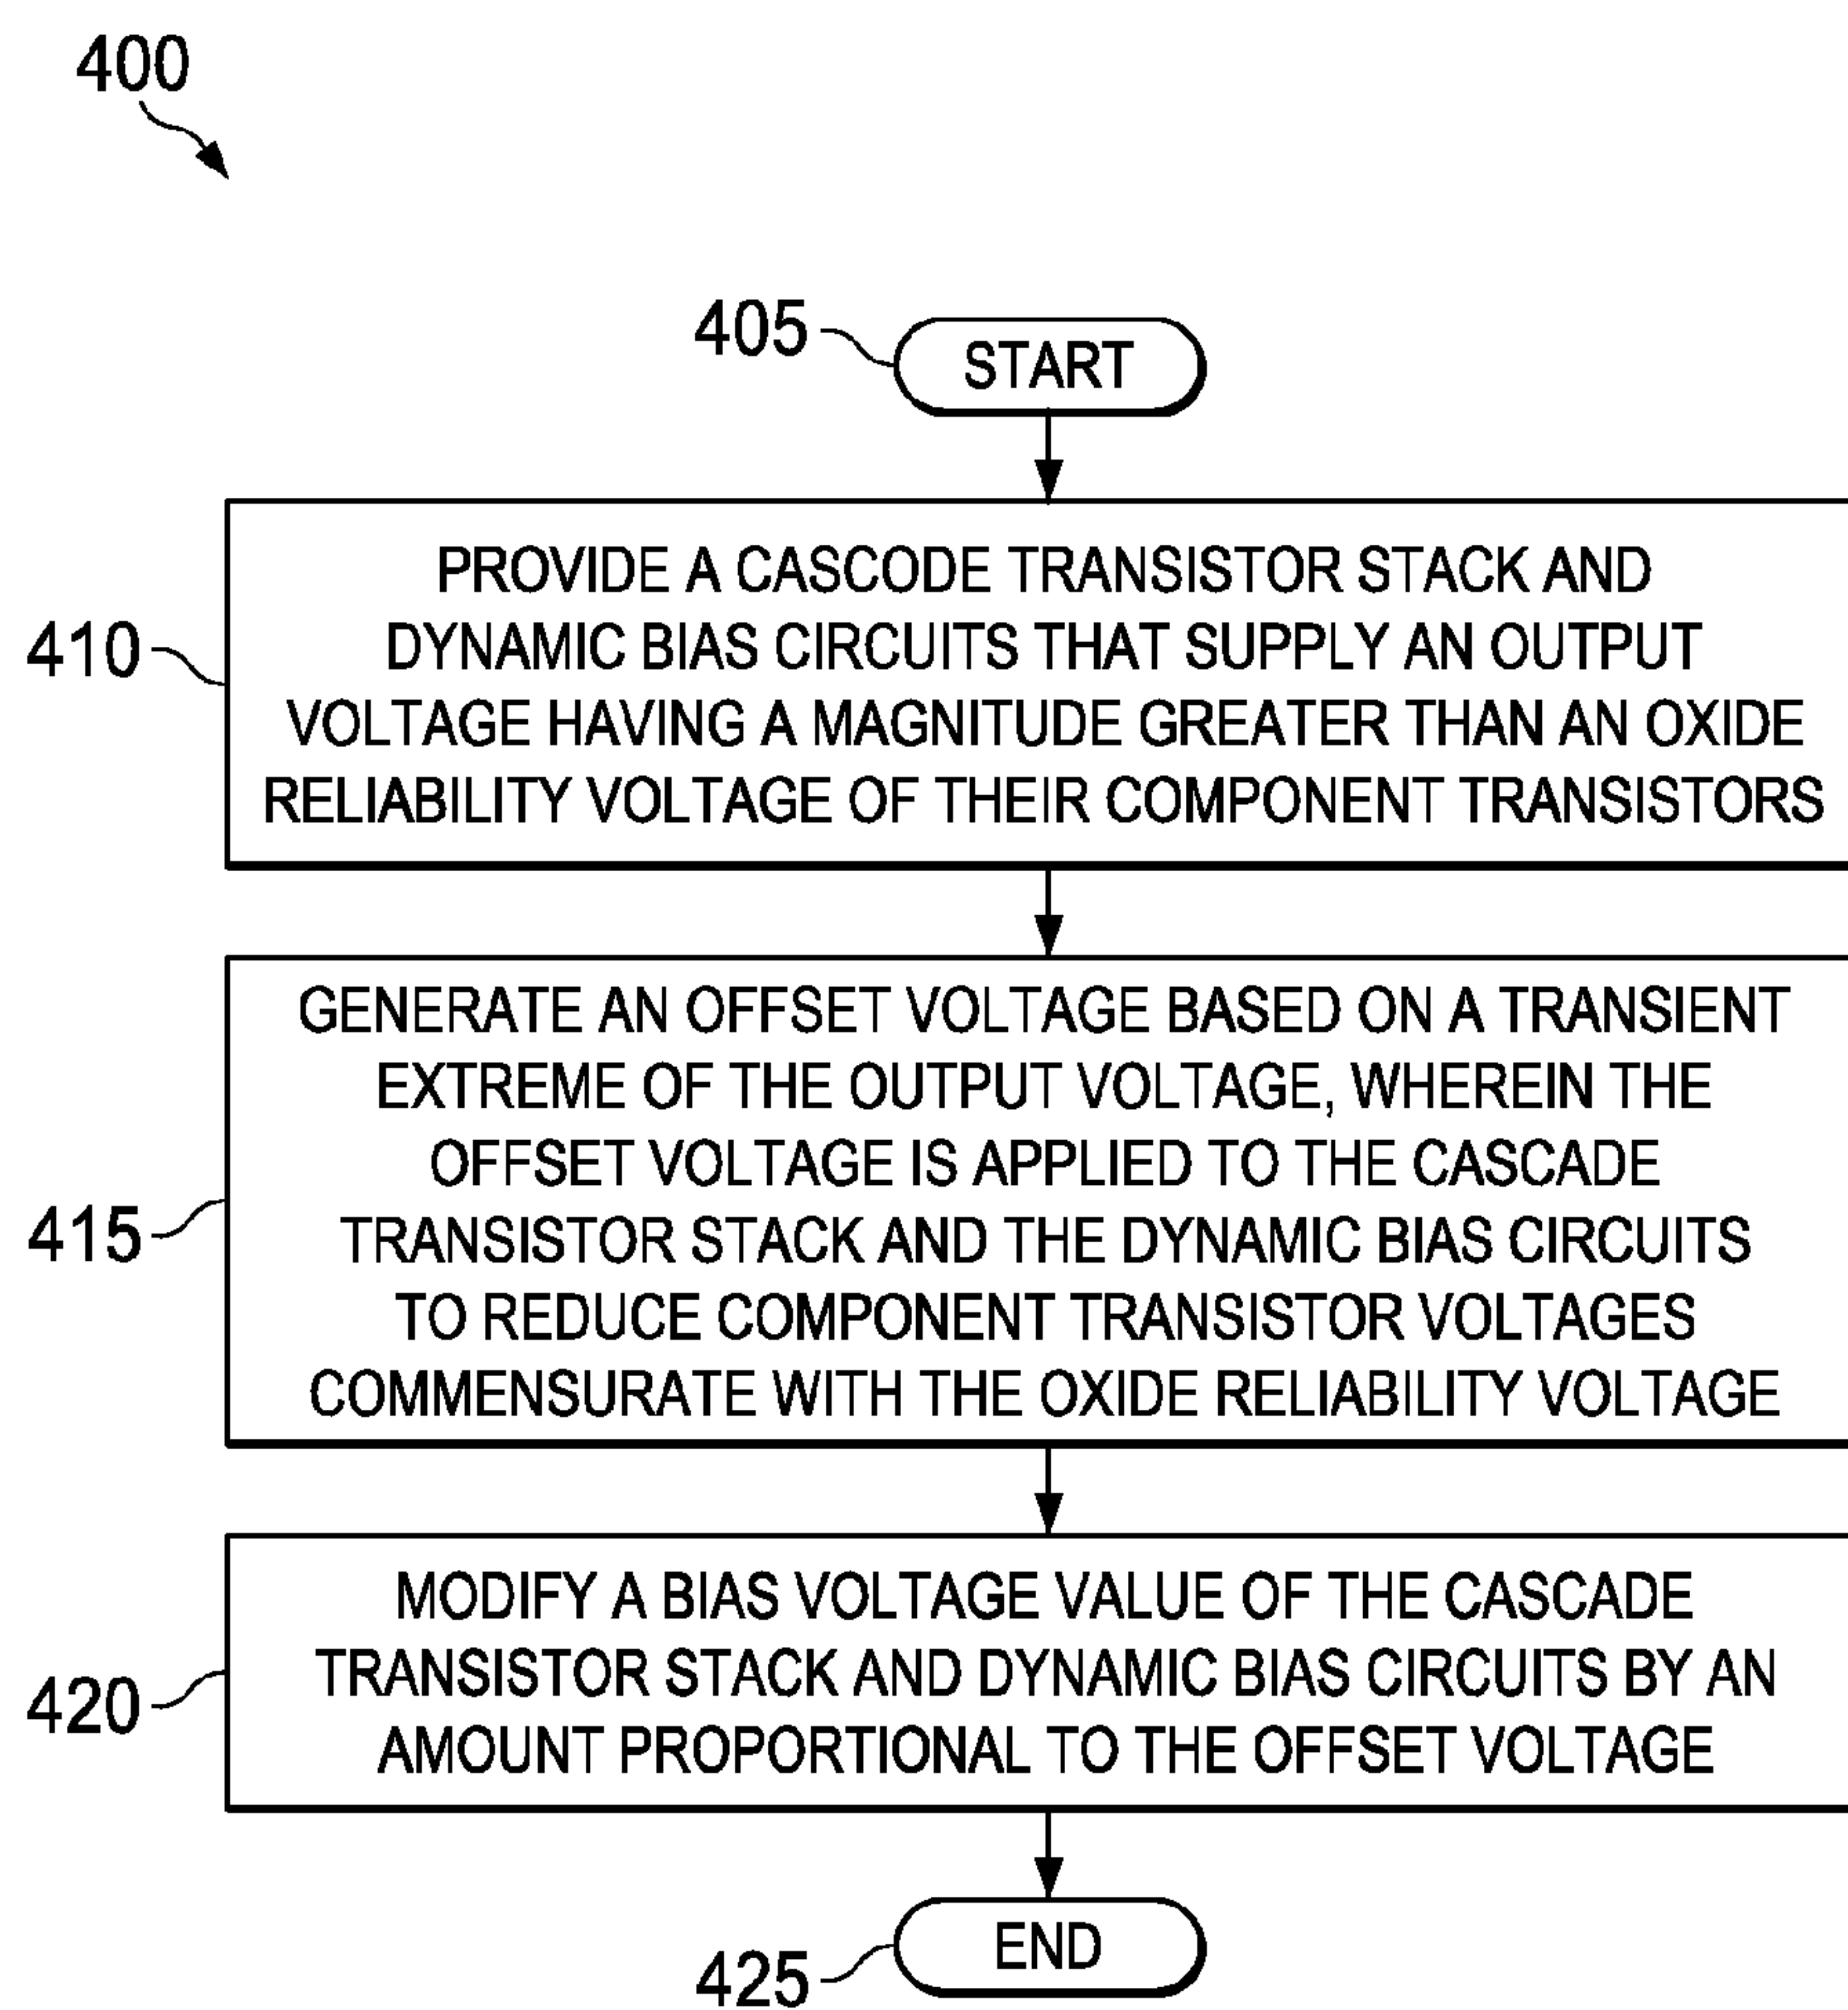 400
405
START
410
PROVIDE A CASCODE TRANSISTOR STACK AND
DYNAMIC BIAS CIRCUITS THAT SUPPLY AN OUTPUT
VOLTAGE HAVING A MAGNITUDE GREATER THAN AN OXIDE
RELIABILITY VOLTAGE OF THEIR COMPONENT TRANSISTORS
415
GENERATE AN OFFSET VOLTAGE BASED ON A TRANSIENT
EXTREME OF THE OUTPUT VOLTAGE, WHEREIN THE
OFFSET VOLTAGE IS APPLIED TO THE CASCADE
TRANSISTOR STACK AND THE DYNAMIC BIAS CIRCUITS
TO REDUCE COMPONENT TRANSISTOR VOLTAGES
COMMENSURATE WITH THE OXIDE RELIABILITY VOLTAGE
420
MODIFY A BIAS VOLTAGE VALUE OF THE CASCADE
TRANSISTOR STACK AND DYNAMIC BIAS CIRCUITS BY AN
AMOUNT PROPORTIONAL TO THE OFFSET VOLTAGE
425
END